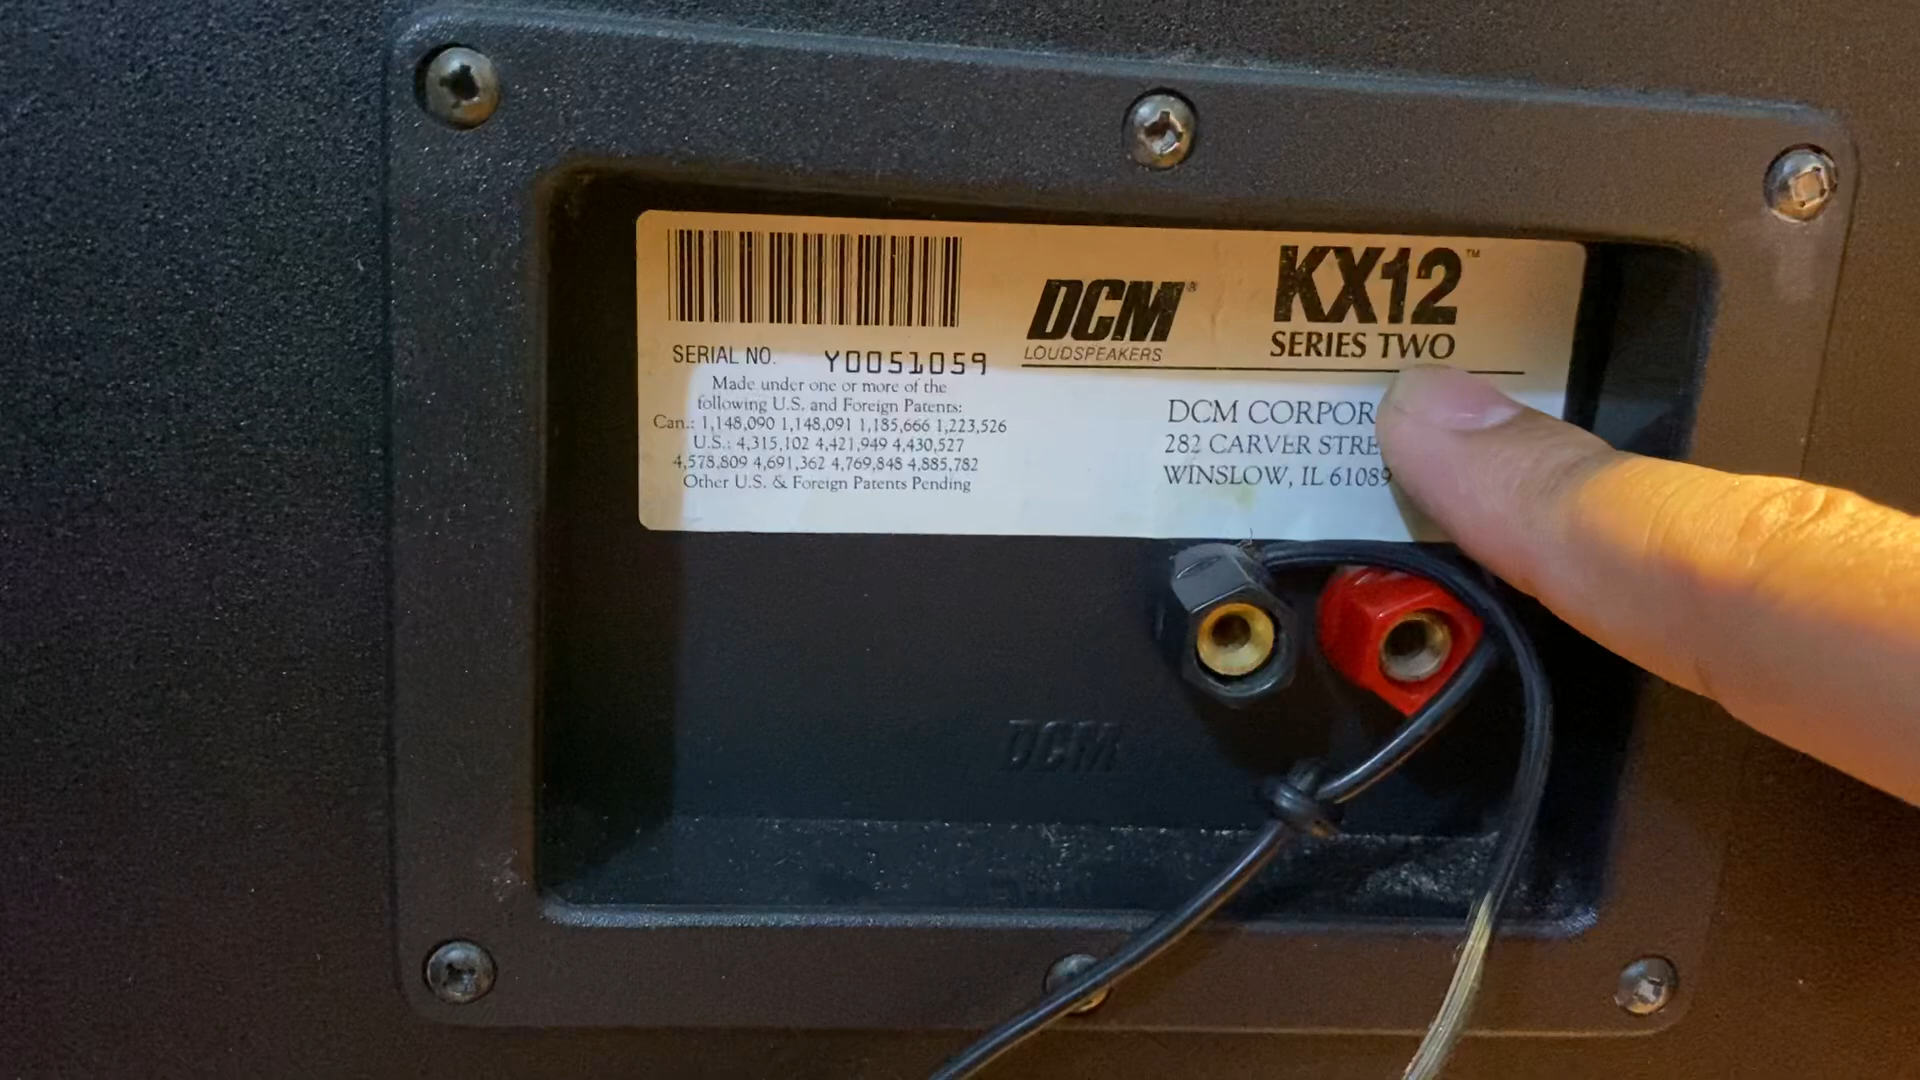 SERIAL NO. Y0051059
Made under one or more of the
following U.S. and Foreign Patents:
Can.: 1,148,090 1,148,091 1,185,666 1,223,526
U.S.: 4,315,102 4,421,949 4,430,527
4,578,809 4,691,362 4,769,848 4,885,782
Other U.S. & Foreign Patents Pending
DCM®
LOUDSPEAKERS
KX12™
SERIES TWO
DCM CORPOR
282 CARVER STRE
WINSLOW, IL 61089
DCM